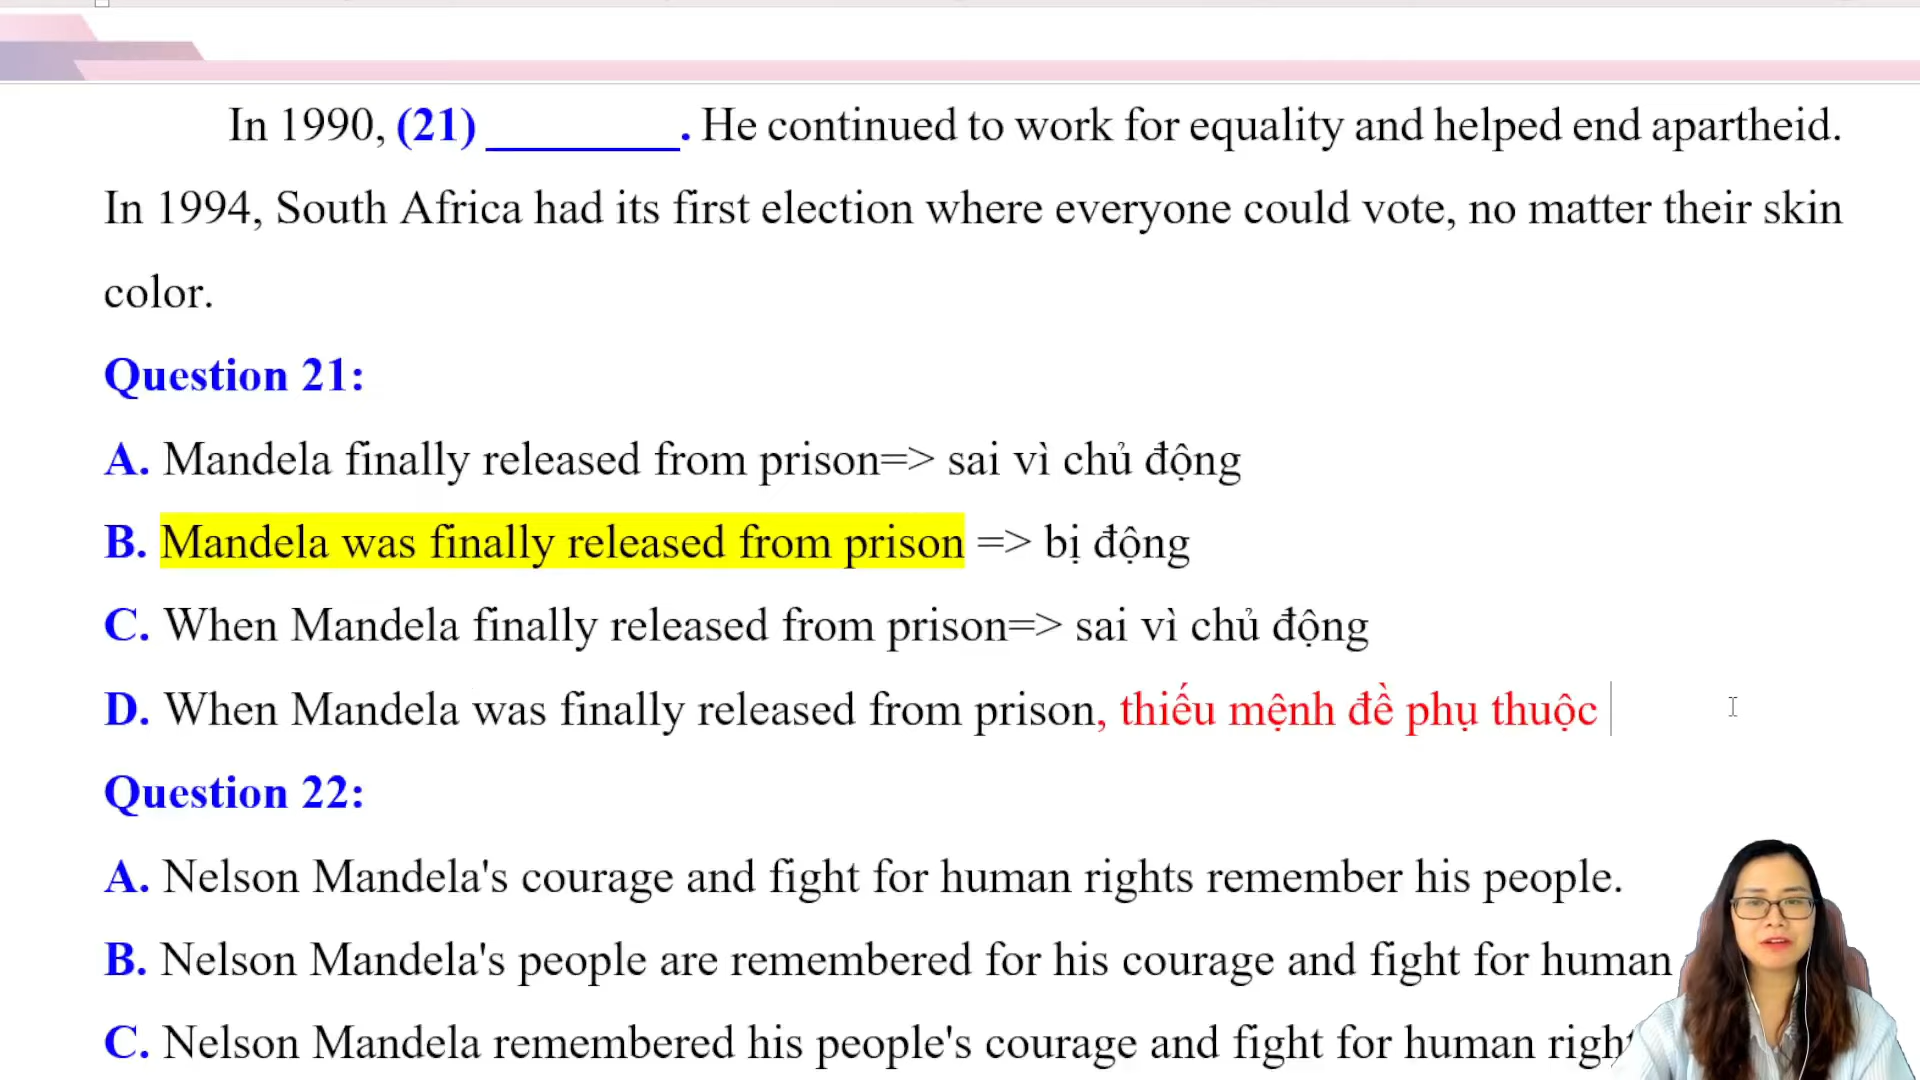 In 1990, (21) ________. He continued to work for equality and helped end apartheid.
In 1994, South Africa had its first election where everyone could vote, no matter their skin
color.
Question 21:
A. Mandela finally released from prison=> sai vì chủ động
B. Mandela was finally released from prison => bị động
C. When Mandela finally released from prison=> sai vì chủ động
D. When Mandela was finally released from prison, thiếu mệnh đề phụ thuộc
Question 22:
A. Nelson Mandela's courage and fight for human rights remember his people.
B. Nelson Mandela's people are remembered for his courage and fight for human
C. Nelson Mandela remembered his people's courage and fight for human